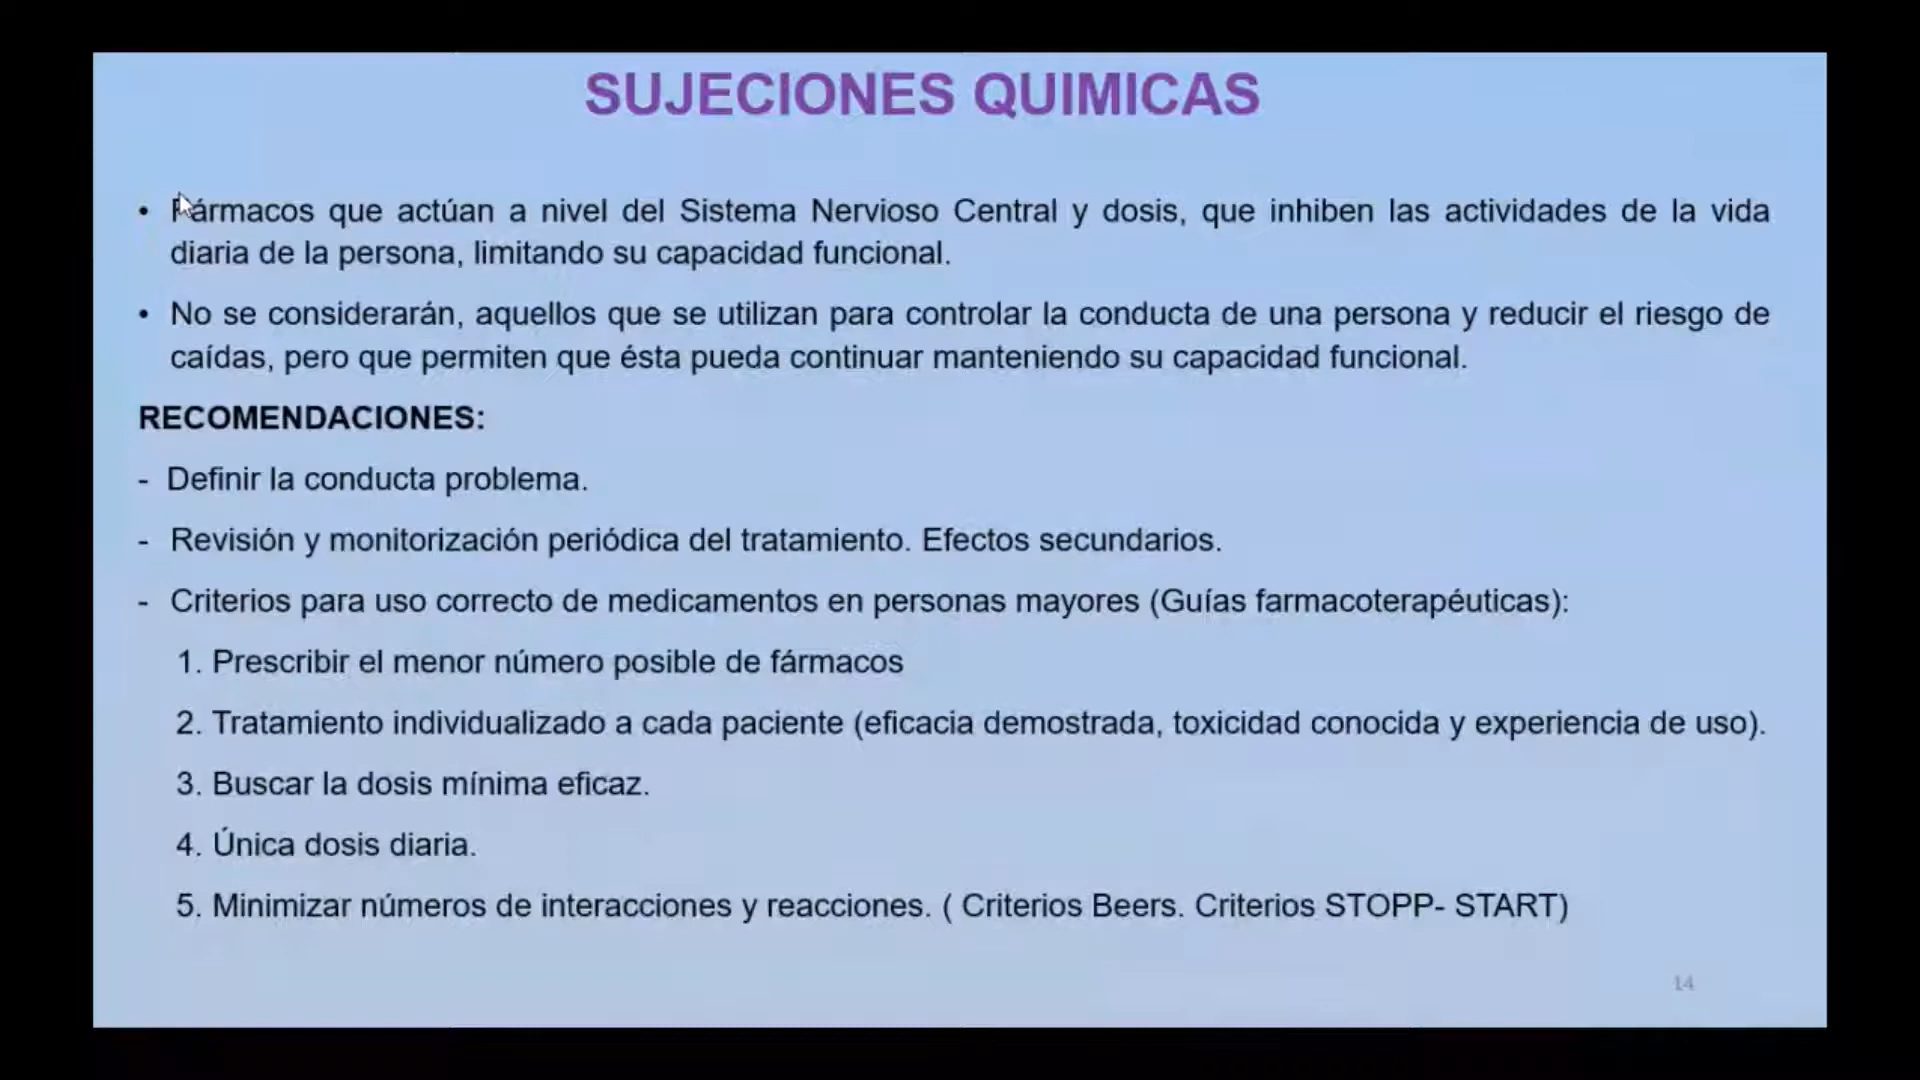 SUJECIONES QUIMICAS
• Fármacos que actúan a nivel del Sistema Nervioso Central y dosis, que inhiben las actividades de la vida
diaria de la persona, limitando su capacidad funcional.
• No se considerarán, aquellos que se utilizan para controlar la conducta de una persona y reducir el riesgo de
caídas, pero que permiten que ésta pueda continuar manteniendo su capacidad funcional.
RECOMENDACIONES:
- Definir la conducta problema.
- Revisión y monitorización periódica del tratamiento. Efectos secundarios.
- Criterios para uso correcto de medicamentos en personas mayores (Guías farmacoterapéuticas):
1. Prescribir el menor número posible de fármacos
2. Tratamiento individualizado a cada paciente (eficacia demostrada, toxicidad conocida y experiencia de uso).
3. Buscar la dosis mínima eficaz.
4. Única dosis diaria.
5. Minimizar números de interacciones y reacciones. ( Criterios Beers. Criterios STOPP- START)
14